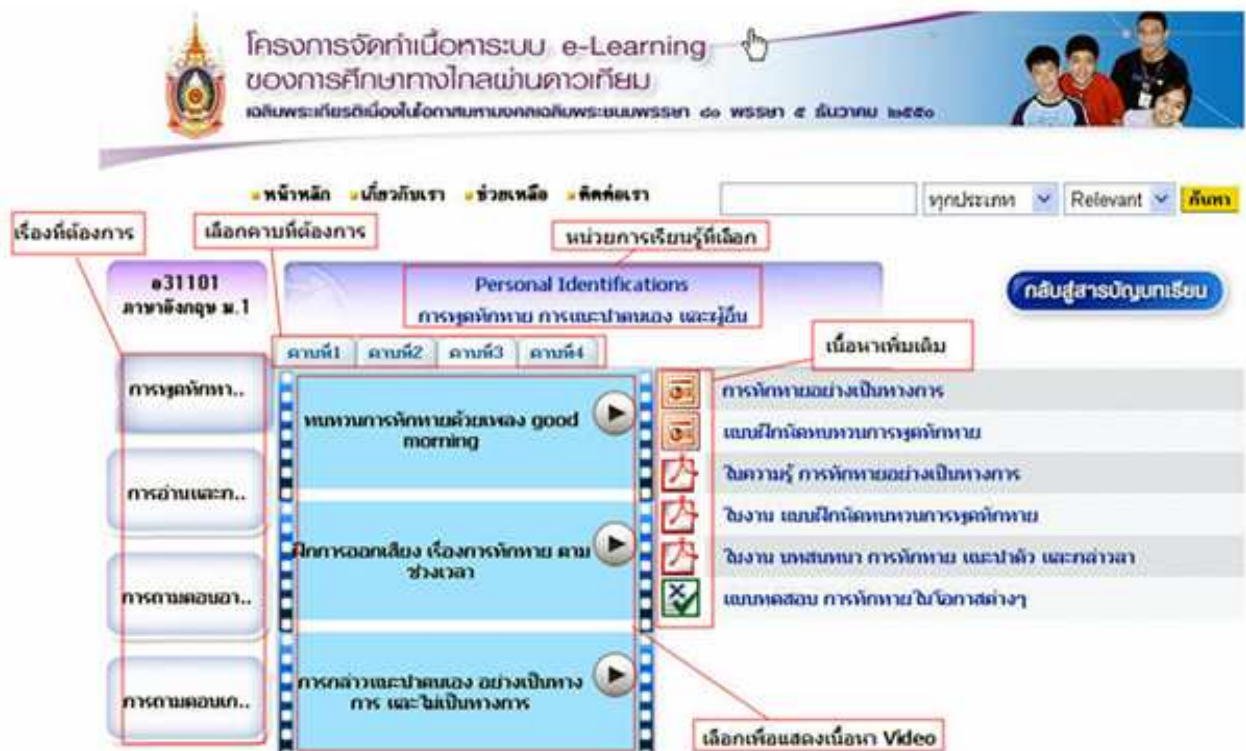 โครงการจัดทำเนื้อหาระบบ e-Learning
ของการศึกษาทางไกลผ่านดาวเทียม
เฉลิมพระเกียรติเนื่องในโอกาสมหามงคลเฉลิมพระชนมพรรษา ๘๐ พรรษา ๕ ธันวาคม ๒๕๕๐
หน้าหลัก เกี่ยวกับเรา ช่วยเหลือ ติดต่อเรา
ทุกประเภท Relevant ค้นหา
เรื่องที่ต้องการ เลือกคาบที่ต้องการ หน่วยการเรียนรู้ที่เลือก
อ31101
ภาษาอังกฤษ ม.1
Personal Identifications
การพูดทักทาย การแนะนำตนเอง และผู้อื่น
กลับสู่สารบัญบทเรียน
คาบที่1 คาบที่2 คาบที่3 คาบที่4
เนื้อหาเพิ่มเติม
การพูดทักทา..
การอ่านและก..
การถามตอบอา..
การถามตอบเก..
ทบทวนการทักทายด้วยเพลง good
morning
ฝึกการออกเสียง เรื่องการทักทาย ตาม
ช่วงเวลา
การกล่าวแนะนำตนเอง อย่างเป็นทาง
การ และไม่เป็นทางการ
การทักทายอย่างเป็นทางการ
แบบฝึกหัดทบทวนการพูดทักทาย
ใบความรู้ การทักทายอย่างเป็นทางการ
ใบงาน แบบฝึกหัดทบทวนการพูดทักทาย
ใบงาน บทสนทนา การทักทาย แนะนำตัว และกล่าวลา
แบบทดสอบ การทักทายในโอกาสต่างๆ
เลือกเพื่อแสดงเนื้อหา Video